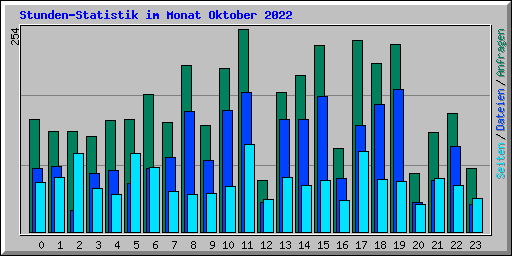 Stunden-Statistik im Monat Oktober 2022
254
Seiten / Dateien / Anfragen
0 1 2 3 4 5 6 7 8 9 10 11 12 13 14 15 16 17 18 19 20 21 22 23